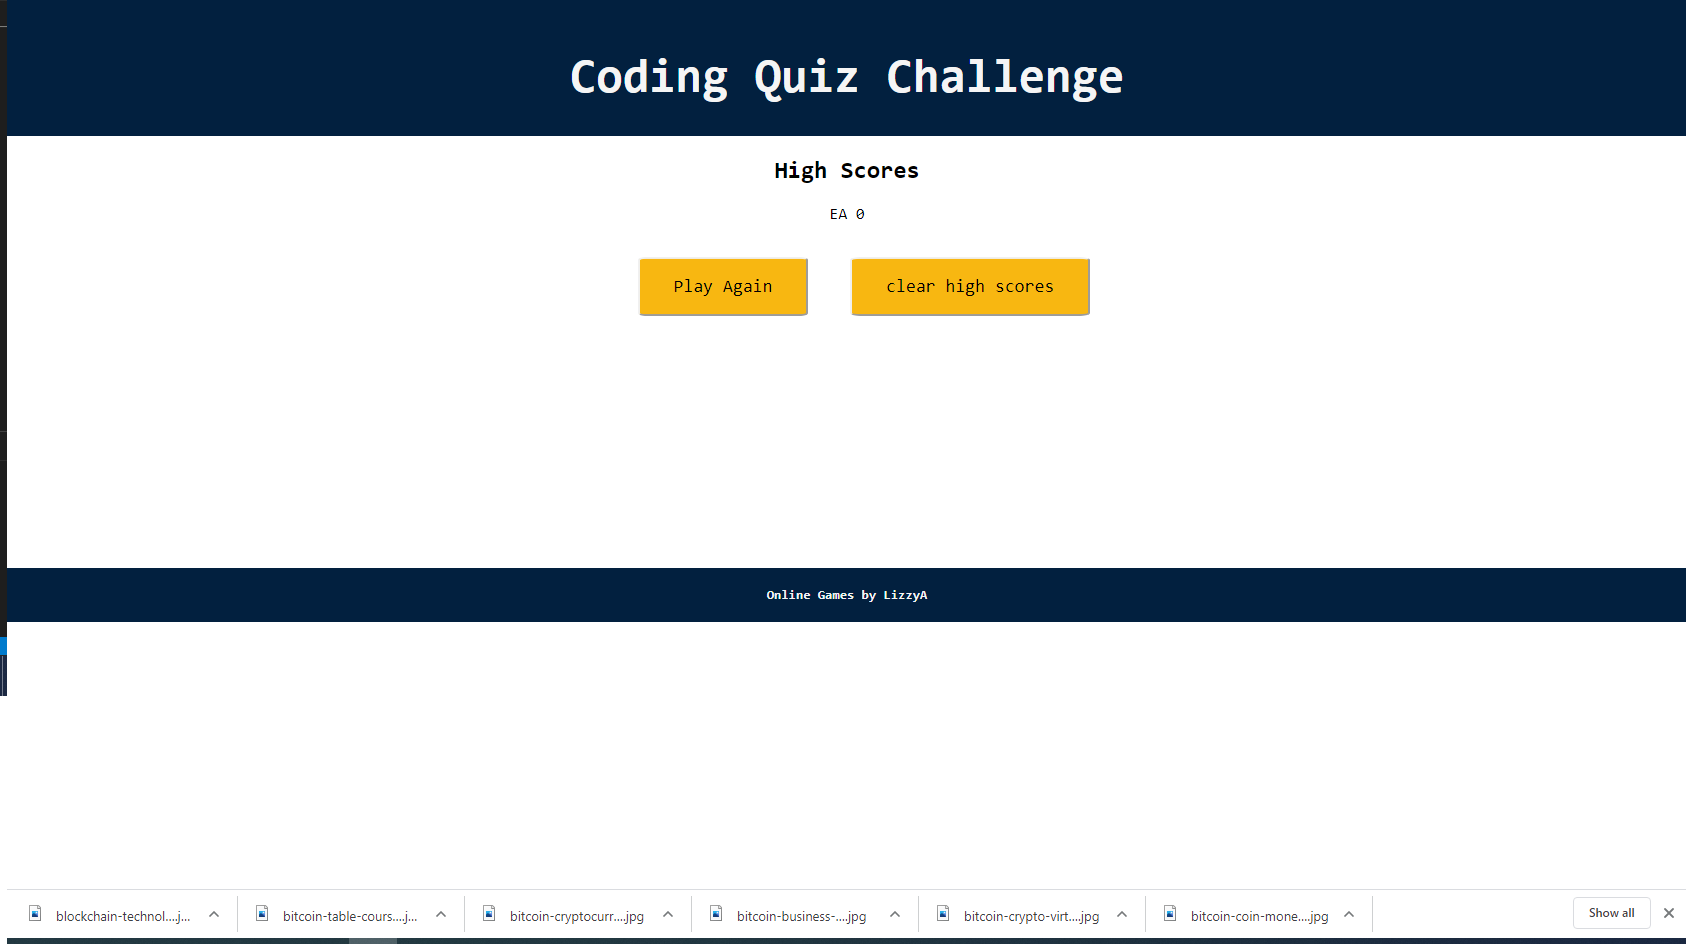 Coding Quiz Challenge
High Scores
EA 0
Play Again
clear high scores
Online Games by LizzyA
blockchain-technol....j...
bitcoin-table-cours....j...
bitcoin-cryptocurr....jpg
bitcoin-business-....jpg
bitcoin-crypto-virt....jpg
bitcoin-coin-mone....jpg
Show all